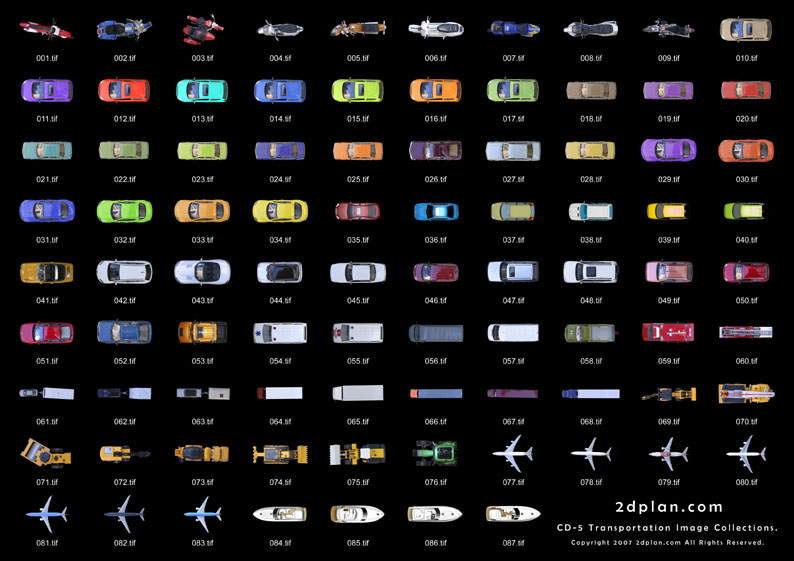 001.tif 002.tif 003.tif 004.tif 005.tif 006.tif 007.tif 008.tif 009.tif 010.tif
011.tif 012.tif 013.tif 014.tif 015.tif 016.tif 017.tif 018.tif 019.tif 020.tif
021.tif 022.tif 023.tif 024.tif 025.tif 026.tif 027.tif 028.tif 029.tif 030.tif
031.tif 032.tif 033.tif 034.tif 035.tif 036.tif 037.tif 038.tif 039.tif 040.tif
041.tif 042.tif 043.tif 044.tif 045.tif 046.tif 047.tif 048.tif 049.tif 050.tif
051.tif 052.tif 053.tif 054.tif 055.tif 056.tif 057.tif 058.tif 059.tif 060.tif
061.tif 062.tif 063.tif 064.tif 065.tif 066.tif 067.tif 068.tif 069.tif 070.tif
071.tif 072.tif 073.tif 074.tif 075.tif 076.tif 077.tif 078.tif 079.tif 080.tif
081.tif 082.tif 083.tif 084.tif 085.tif 086.tif 087.tif
2dplan.com
CD-5 Transportation Image Collections.
Copyright 2007 2dplan.com All Rights Reserved.